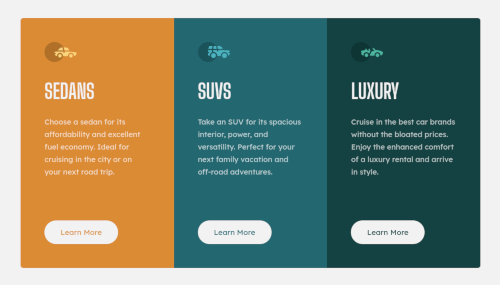 SEDANS
Choose a sedan for its
affordability and excellent
fuel economy. Ideal for
cruising in the city or on
your next road trip.
Learn More
SUVS
Take an SUV for its spacious
interior, power, and
versatility. Perfect for your
next family vacation and
off-road adventures.
Learn More
LUXURY
Cruise in the best car brands
without the bloated prices.
Enjoy the enhanced comfort
of a luxury rental and arrive
in style.
Learn More